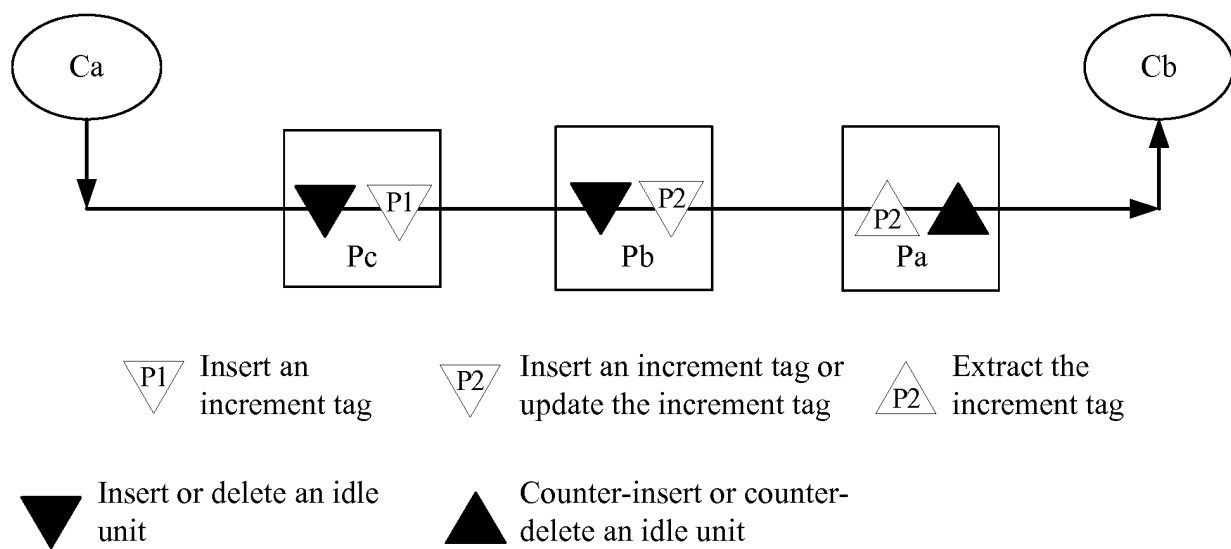 Ca
Cb
P1
P2
P2
Pc
Pb
Pa
P1
Insert an
increment tag
P2
Insert an increment tag or
update the increment tag
P2
Extract the
increment tag
Insert or delete an idle
unit
Counter-insert or counter-
delete an idle unit